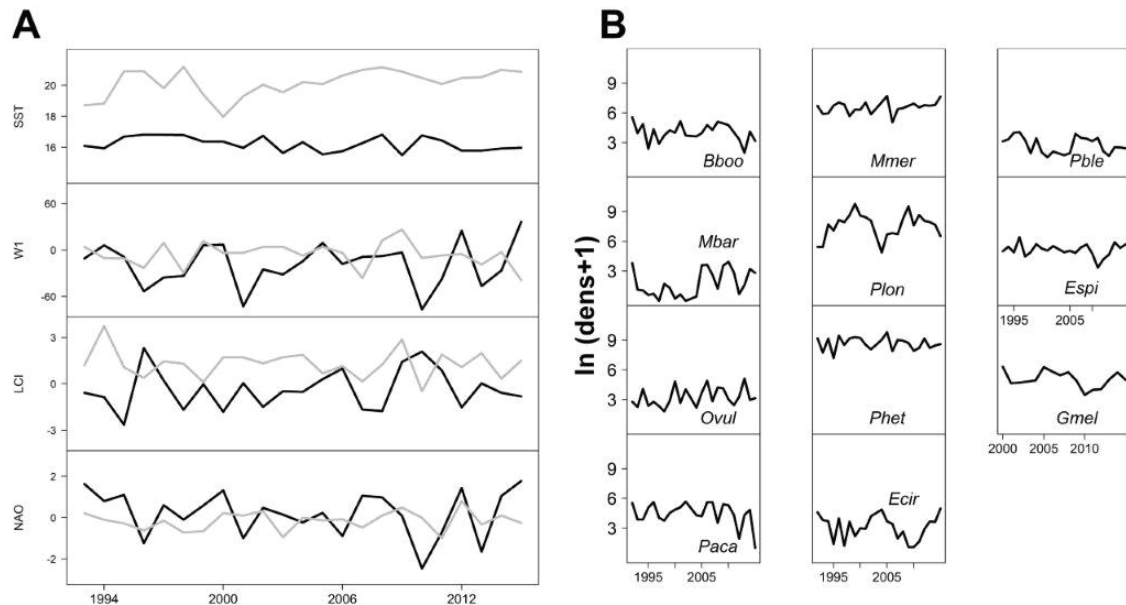 A
SST
20
18
16
W1
60
0
-60
LCI
3
0
-3
NAO
2
0
-2
1994 2000 2006 2012
B
ln (dens+1)
9
6
3
Bboo
Mmer
Pble
9
6
3
Mbar
Plon
Espi
1995 2005
9
6
3
Ovul
Phet
Gmel
2000 2005 2010
9
6
3
Paca
Ecir
1995 2005
1995 2005